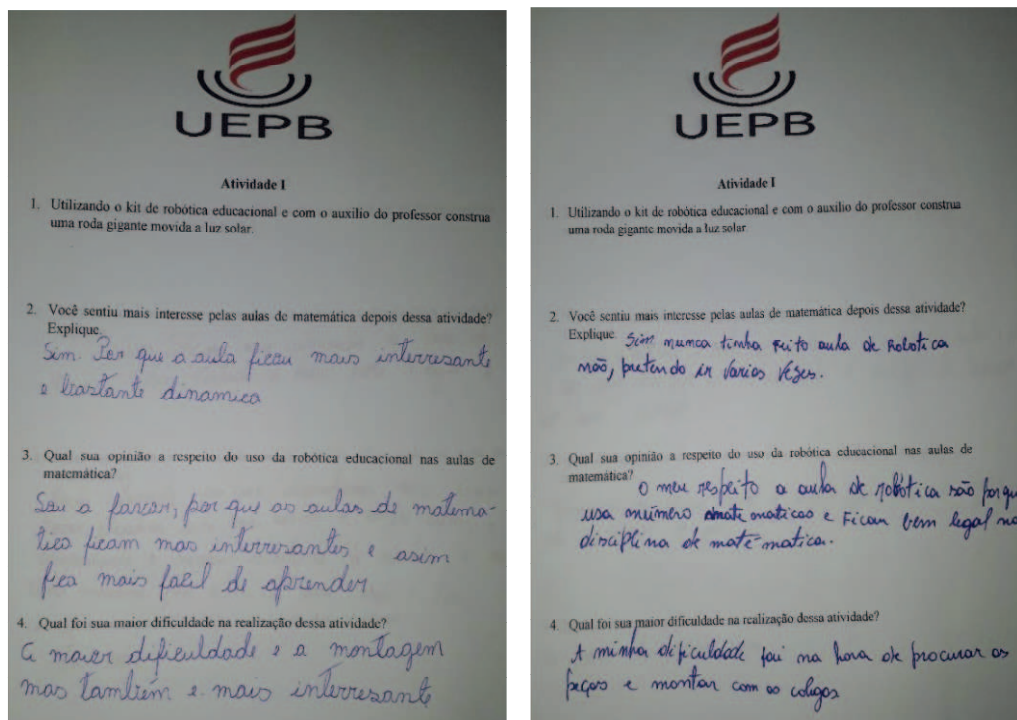 UEPB
Atividade I
1. Utilizando o kit de robótica educacional e com o auxílio do professor construa
uma roda gigante movida a luz solar.
2. Você sentiu mais interesse pelas aulas de matemática depois dessa atividade?
Explique.
Sim. Por que a aula ficou mais interresante
e bastante dinamica
3. Qual sua opinião a respeito do uso da robótica educacional nas aulas de
matemática?
Sou a favor, por que as aulas de matema-
tica ficam mas interresantes e asim
fica mais facil de aprender
4. Qual foi sua maior dificuldade na realização dessa atividade?
A maior dificuldade e a montagem
mas também e mais interresante
UEPB
Atividade I
1. Utilizando o kit de robótica educacional e com o auxílio do professor construa
uma roda gigante movida a luz solar.
2. Você sentiu mais interesse pelas aulas de matemática depois dessa atividade?
Explique. Sim nunca tinha feito aula de Robotica
não, pretendo ir varias vezes.
3. Qual sua opinião a respeito do uso da robótica educacional nas aulas de
matemática? O meu respeito a aula de robótica são porqu
usa número matematicos e Ficar bem legal na
disciplina de matematica.
4. Qual foi sua maior dificuldade na realização dessa atividade?
A minha dificuldade foi na hora de procurar as
peças e montar com os colegas